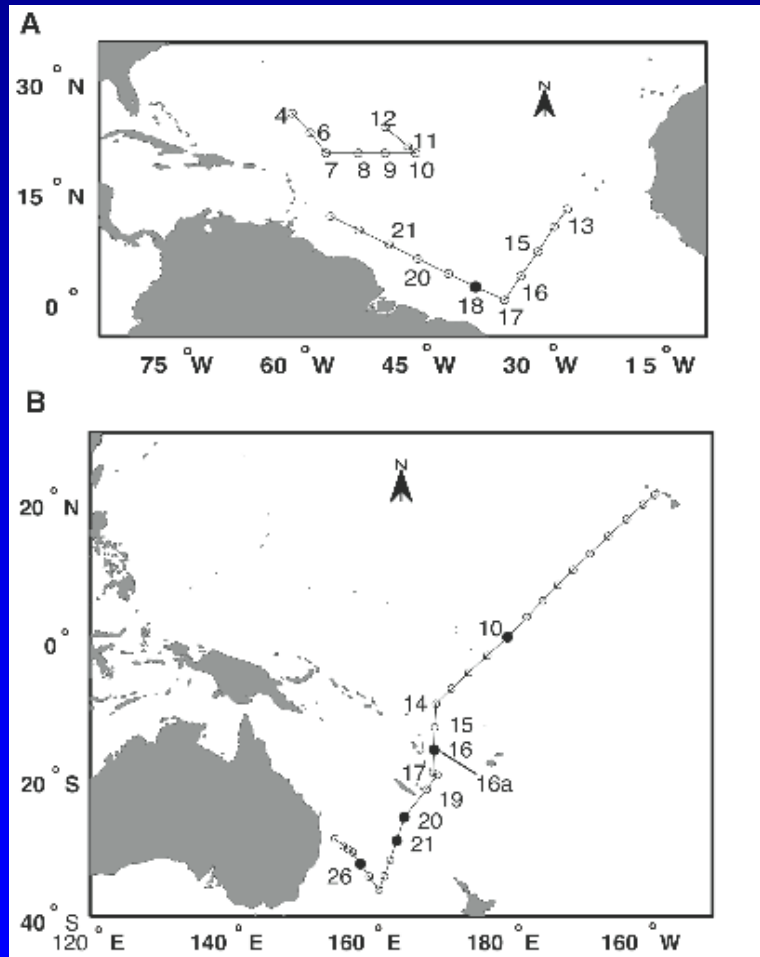 A
30 ° N
N
4
6
12
11
7
8
9
10
15 ° N
21
15
13
20
16
18
17
0 °
75 ° W
60 ° W
45 ° W
30 ° W
15 ° W
B
N
20 ° N
10
0 °
14
15
16
17
16a
20 ° S
19
20
21
26
40 ° S
120 ° E
140 ° E
160 ° E
180 ° E
160 ° W